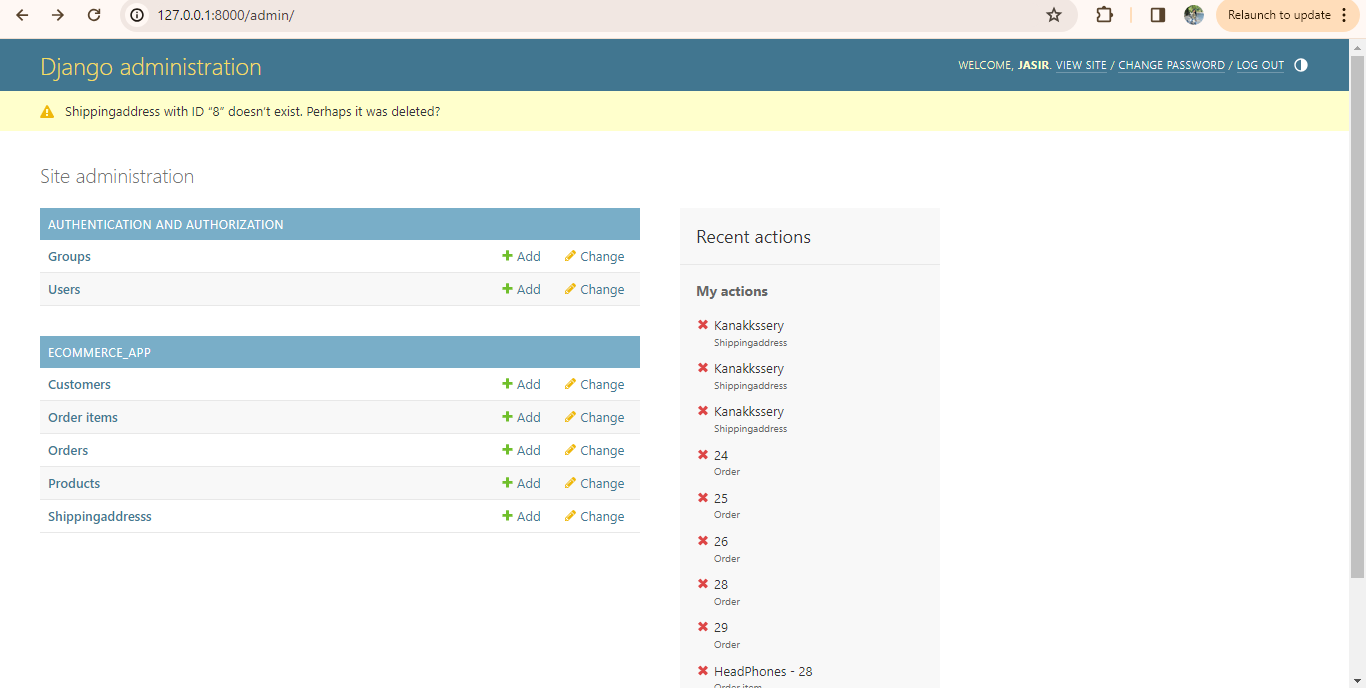 127.0.0.1:8000/admin/
Relaunch to update
Django administration
WELCOME, JASIR. VIEW SITE / CHANGE PASSWORD / LOG OUT
Shippingaddress with ID “8” doesn’t exist. Perhaps it was deleted?
Site administration
AUTHENTICATION AND AUTHORIZATION
Groups Add Change
Users Add Change
ECOMMERCE_APP
Customers Add Change
Order items Add Change
Orders Add Change
Products Add Change
Shippingaddresss Add Change
Recent actions
My actions
Kanakkssery
Shippingaddress
Kanakkssery
Shippingaddress
Kanakkssery
Shippingaddress
24
Order
25
Order
26
Order
28
Order
29
Order
HeadPhones - 28
Order item